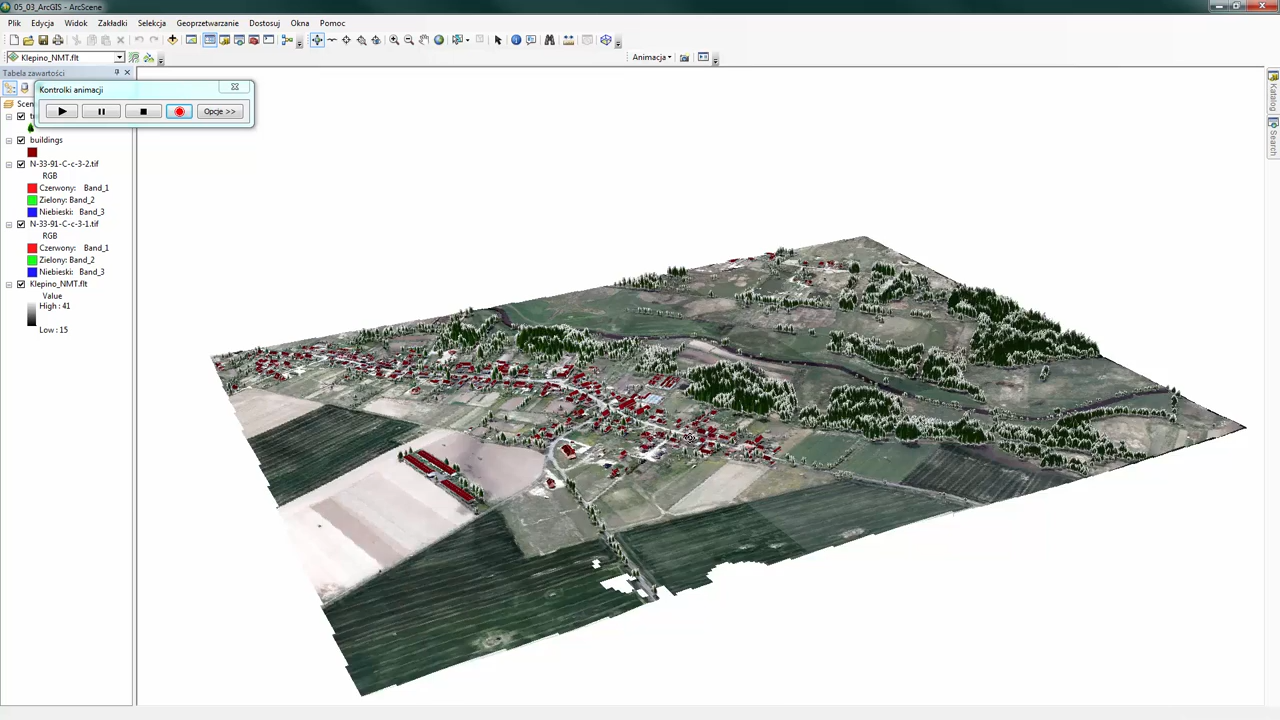 05_03_ArcGIS - ArcScene
Plik Edycja Widok Zakładki Selekcja Geoprzetwarzanie Dostosuj Okna Pomoc
Klepino_NMT.flt
Animacja
Tabela zawartości
Kontrolki animacji
Opcje >>
Scen
buildings
N-33-91-C-c-3-2.tif
RGB
Czerwony: Band_1
Zielony: Band_2
Niebieski: Band_3
N-33-91-C-c-3-1.tif
RGB
Czerwony: Band_1
Zielony: Band_2
Niebieski: Band_3
Klepino_NMT.flt
Value
High : 41
Low : 15
Katalog
Search